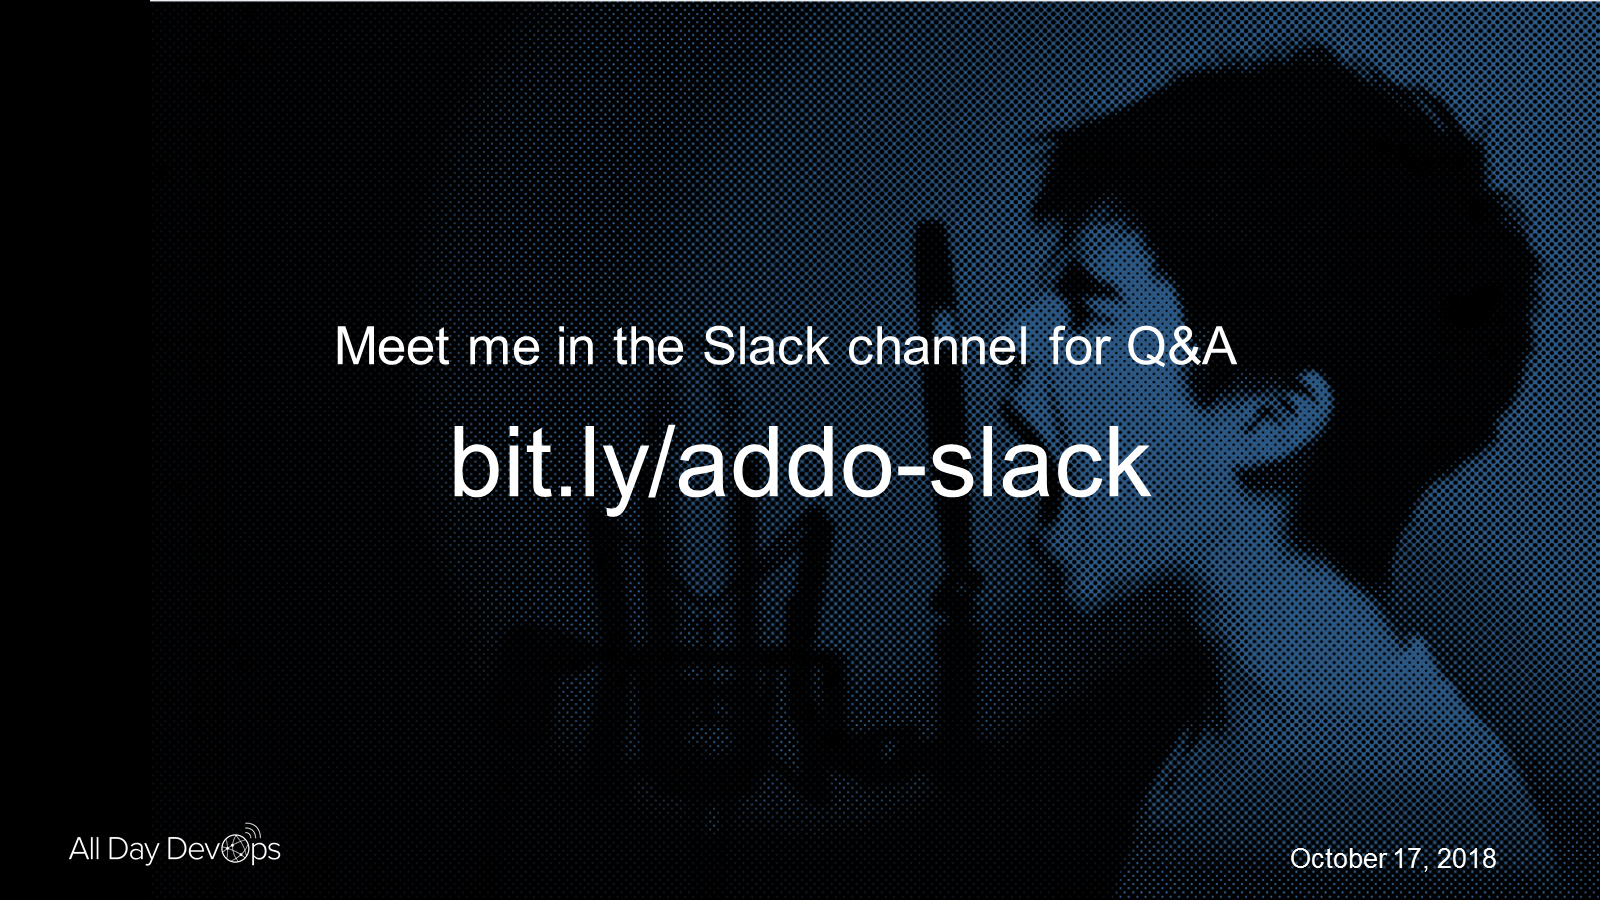 Meet me in the Slack channel for Q&A
bit.ly/addo-slack
All Day DevOps
October 17, 2018